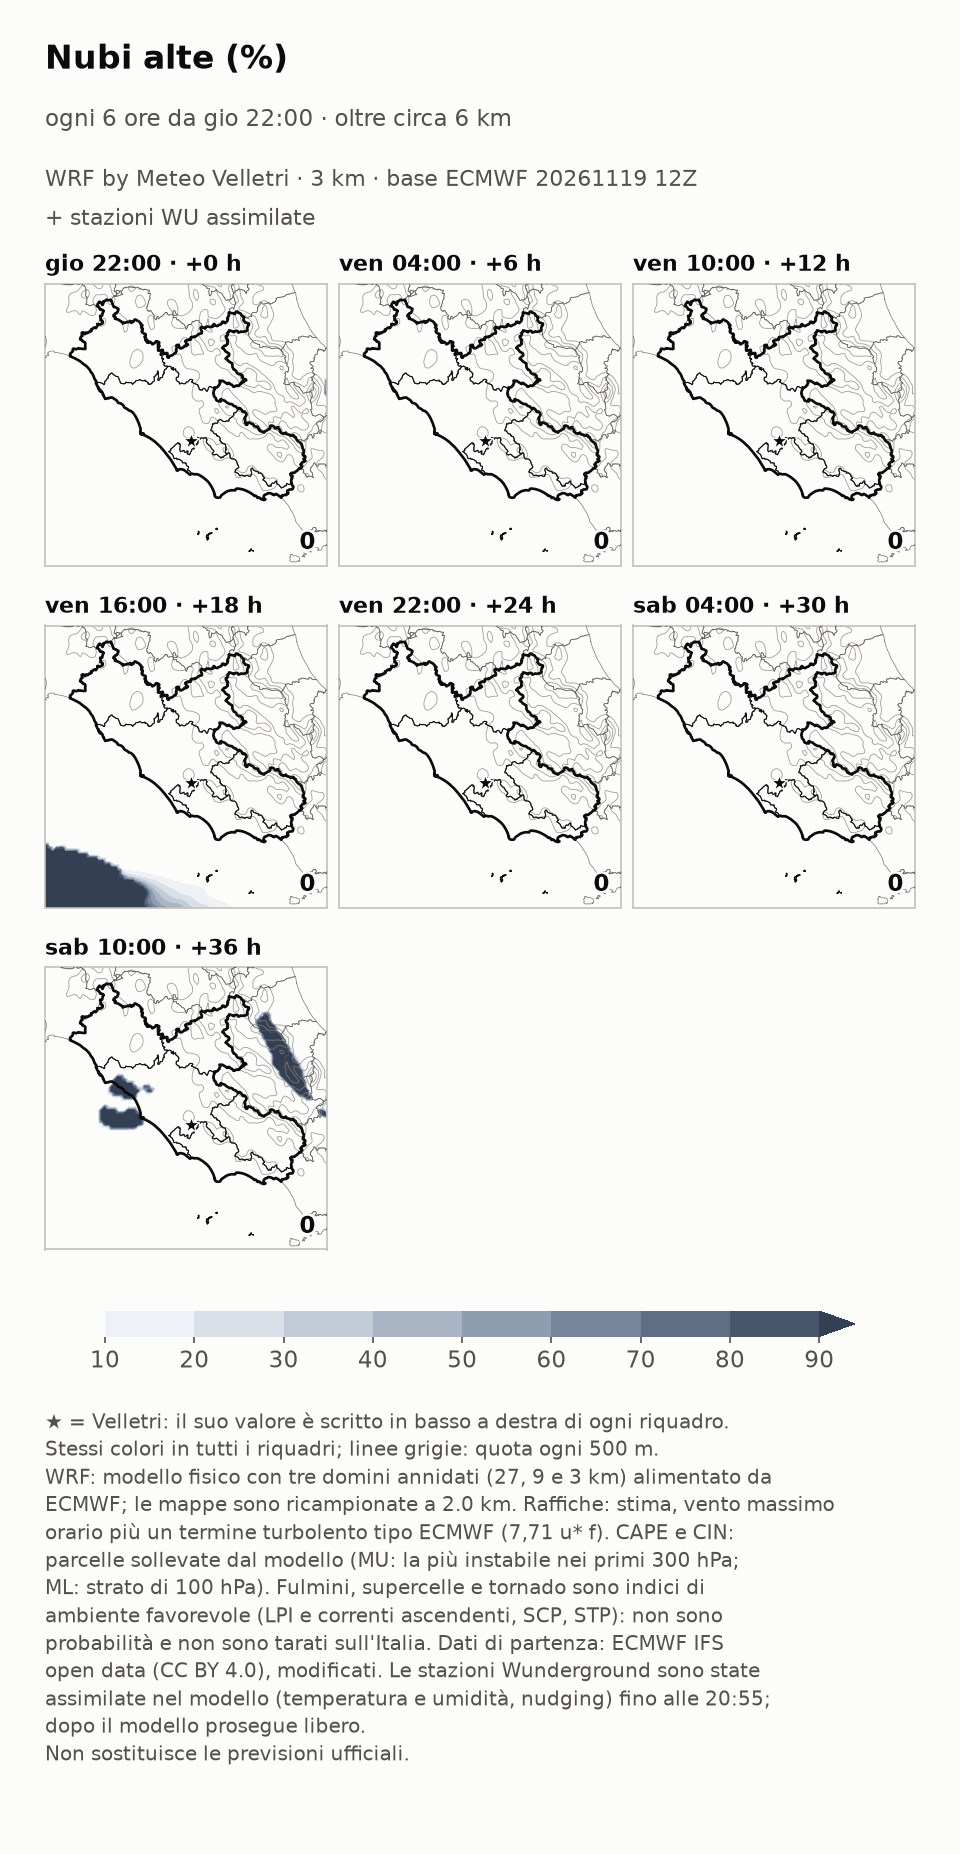 Nubi alte (%)
ogni 6 ore da gio 22:00 · oltre circa 6 km
WRF by Meteo Velletri · 3 km · base ECMWF 20261119 12Z
+ stazioni WU assimilate
gio 22:00 · +0 h
ven 04:00 · +6 h
ven 10:00 · +12 h
0
0
0
ven 16:00 · +18 h
ven 22:00 · +24 h
sab 04:00 · +30 h
0
0
0
sab 10:00 · +36 h
0
10 20 30 40 50 60 70 80 90
★ = Velletri: il suo valore è scritto in basso a destra di ogni riquadro.
Stessi colori in tutti i riquadri; linee grigie: quota ogni 500 m.
WRF: modello fisico con tre domini annidati (27, 9 e 3 km) alimentato da
ECMWF; le mappe sono ricampionate a 2.0 km. Raffiche: stima, vento massimo
orario più un termine turbolento tipo ECMWF (7,71 u* f). CAPE e CIN:
parcelle sollevate dal modello (MU: la più instabile nei primi 300 hPa;
ML: strato di 100 hPa). Fulmini, supercelle e tornado sono indici di
ambiente favorevole (LPI e correnti ascendenti, SCP, STP): non sono
probabilità e non sono tarati sull'Italia. Dati di partenza: ECMWF IFS
open data (CC BY 4.0), modificati. Le stazioni Wunderground sono state
assimilate nel modello (temperatura e umidità, nudging) fino alle 20:55;
dopo il modello prosegue libero.
Non sostituisce le previsioni ufficiali.